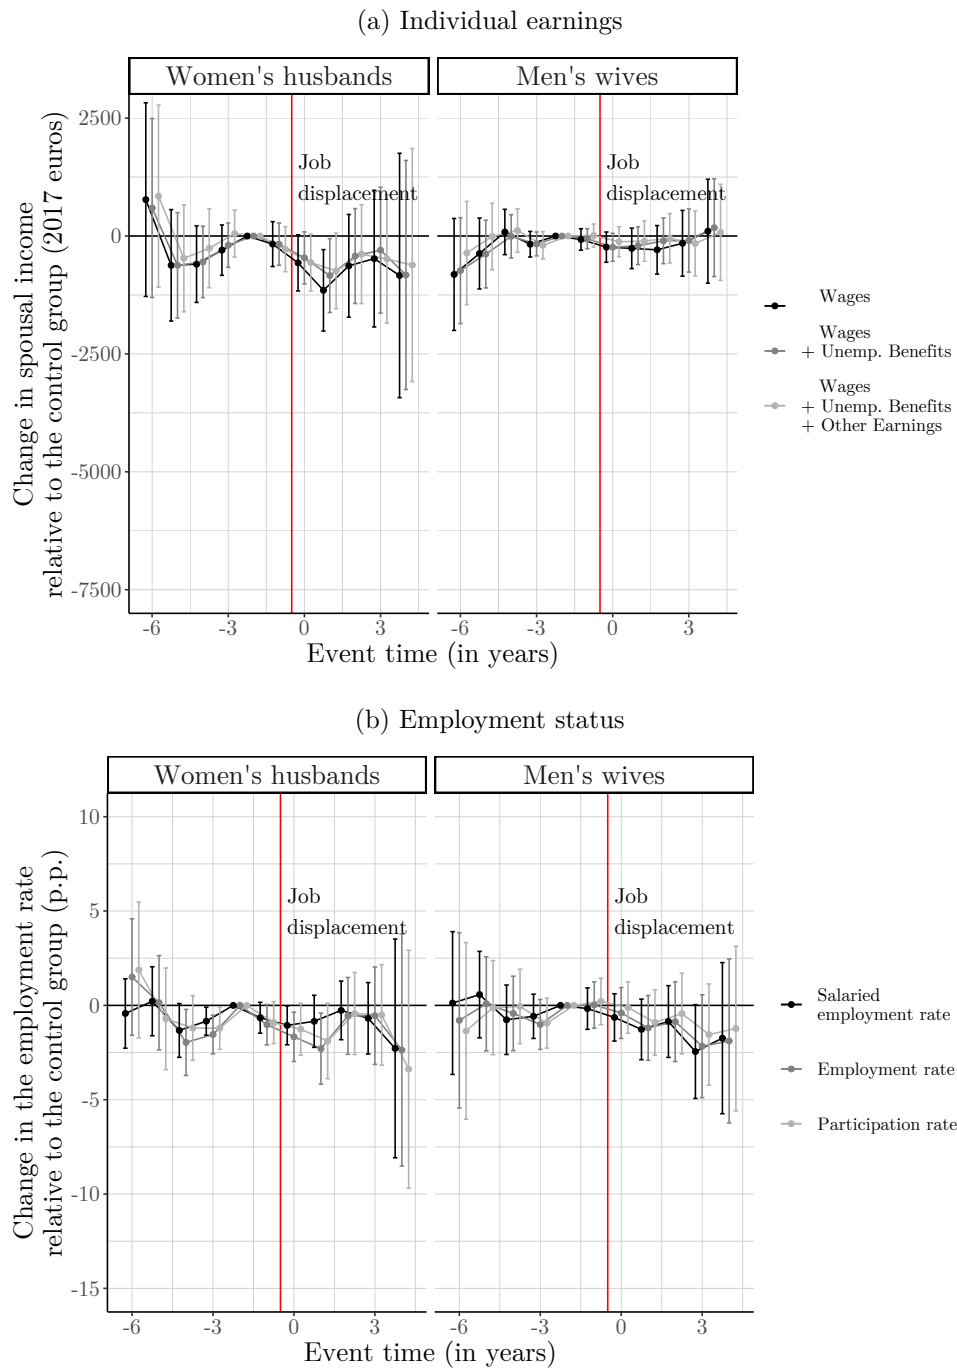 (a) Individual earnings
Women's husbands
Men's wives
Change in spousal income
relative to the control group (2017 euros)
2500
0
-2500
-5000
-7500
Job
displacement
Job
displacement
-6
-3
0
3
-6
-3
0
3
Event time (in years)
Wages
Wages
+ Unemp. Benefits
Wages
+ Unemp. Benefits
+ Other Earnings
(b) Employment status
Women's husbands
Men's wives
Change in the employment rate
relative to the control group (p.p.)
10
5
0
-5
-10
-15
Job
displacement
Job
displacement
-6
-3
0
3
-6
-3
0
3
Event time (in years)
Salaried
employment rate
Employment rate
Participation rate